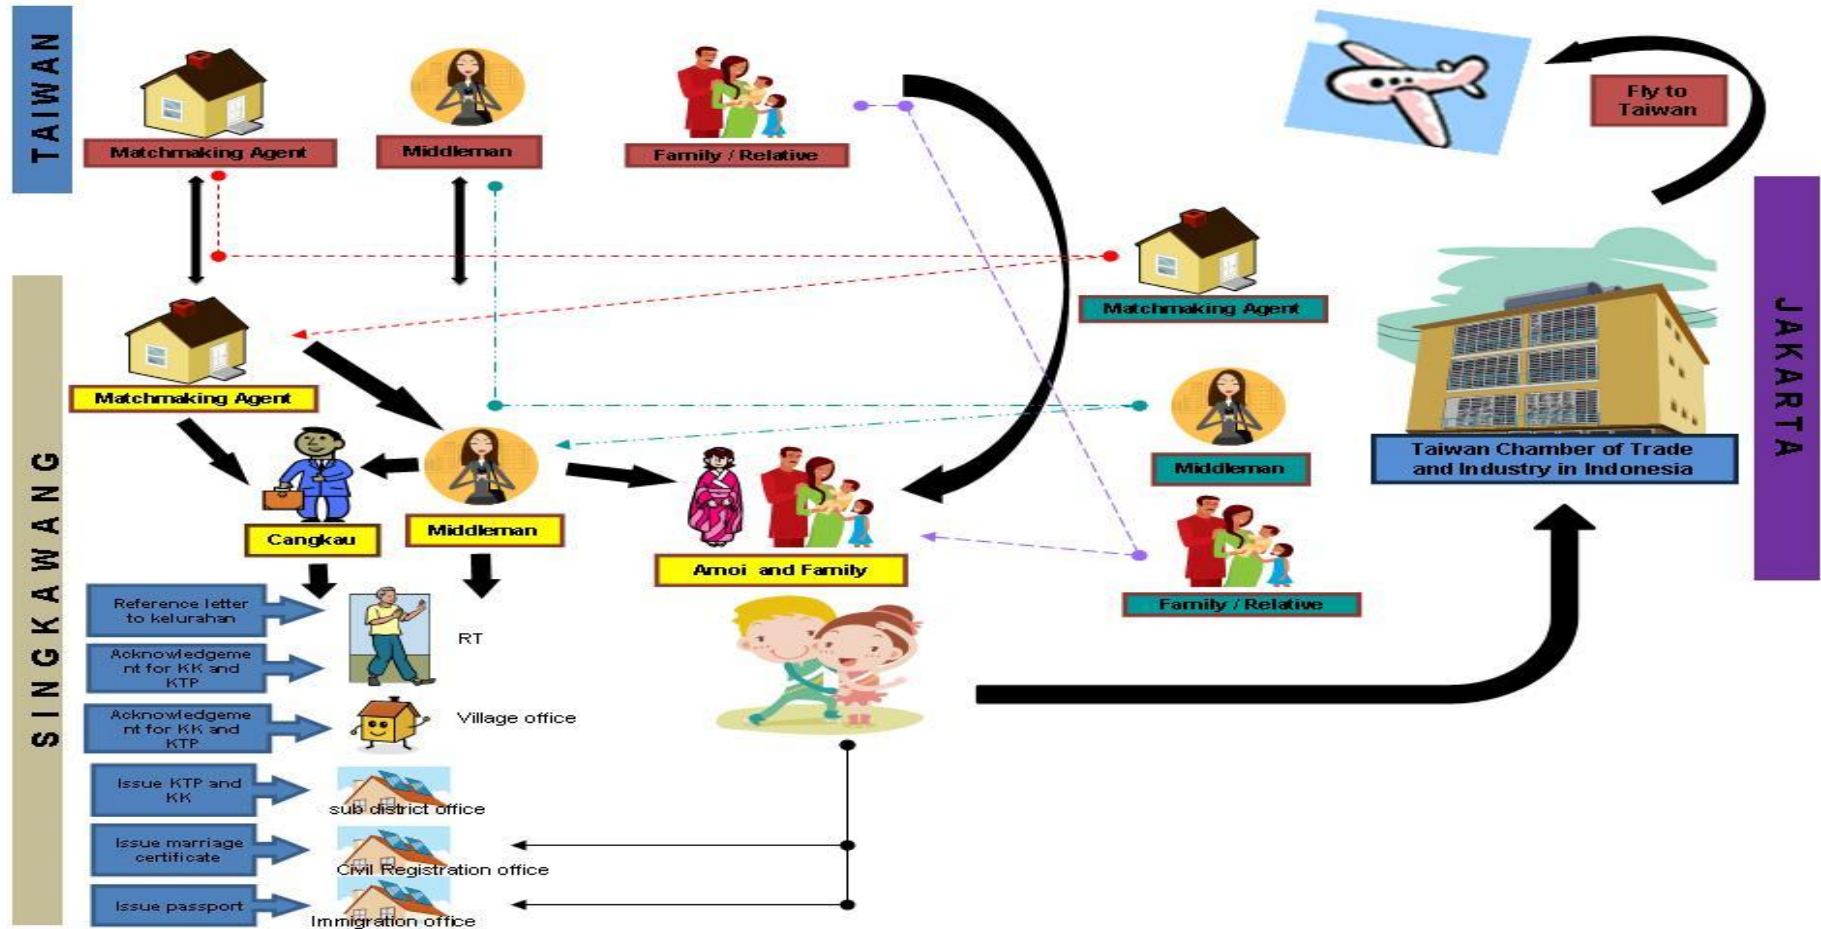 TAIWAN
Matchmaking Agent
Middleman
Family / Relative
Fly to
Taiwan
JAKARTA
Matchmaking Agent
Middleman
Family / Relative
Taiwan Chamber of Trade
and Industry in Indonesia
SINGKAWANG
Matchmaking Agent
Cangkau
Middleman
Amoi and Family
Reference letter
to kelurahan
RT
Acknowledgeme
nt for KK and
KTP
Acknowledgeme
nt for KK and
KTP
Village office
Issue KTP and
KK
sub district office
Issue marriage
certificate
Civil Registration office
Issue passport
Immigration office